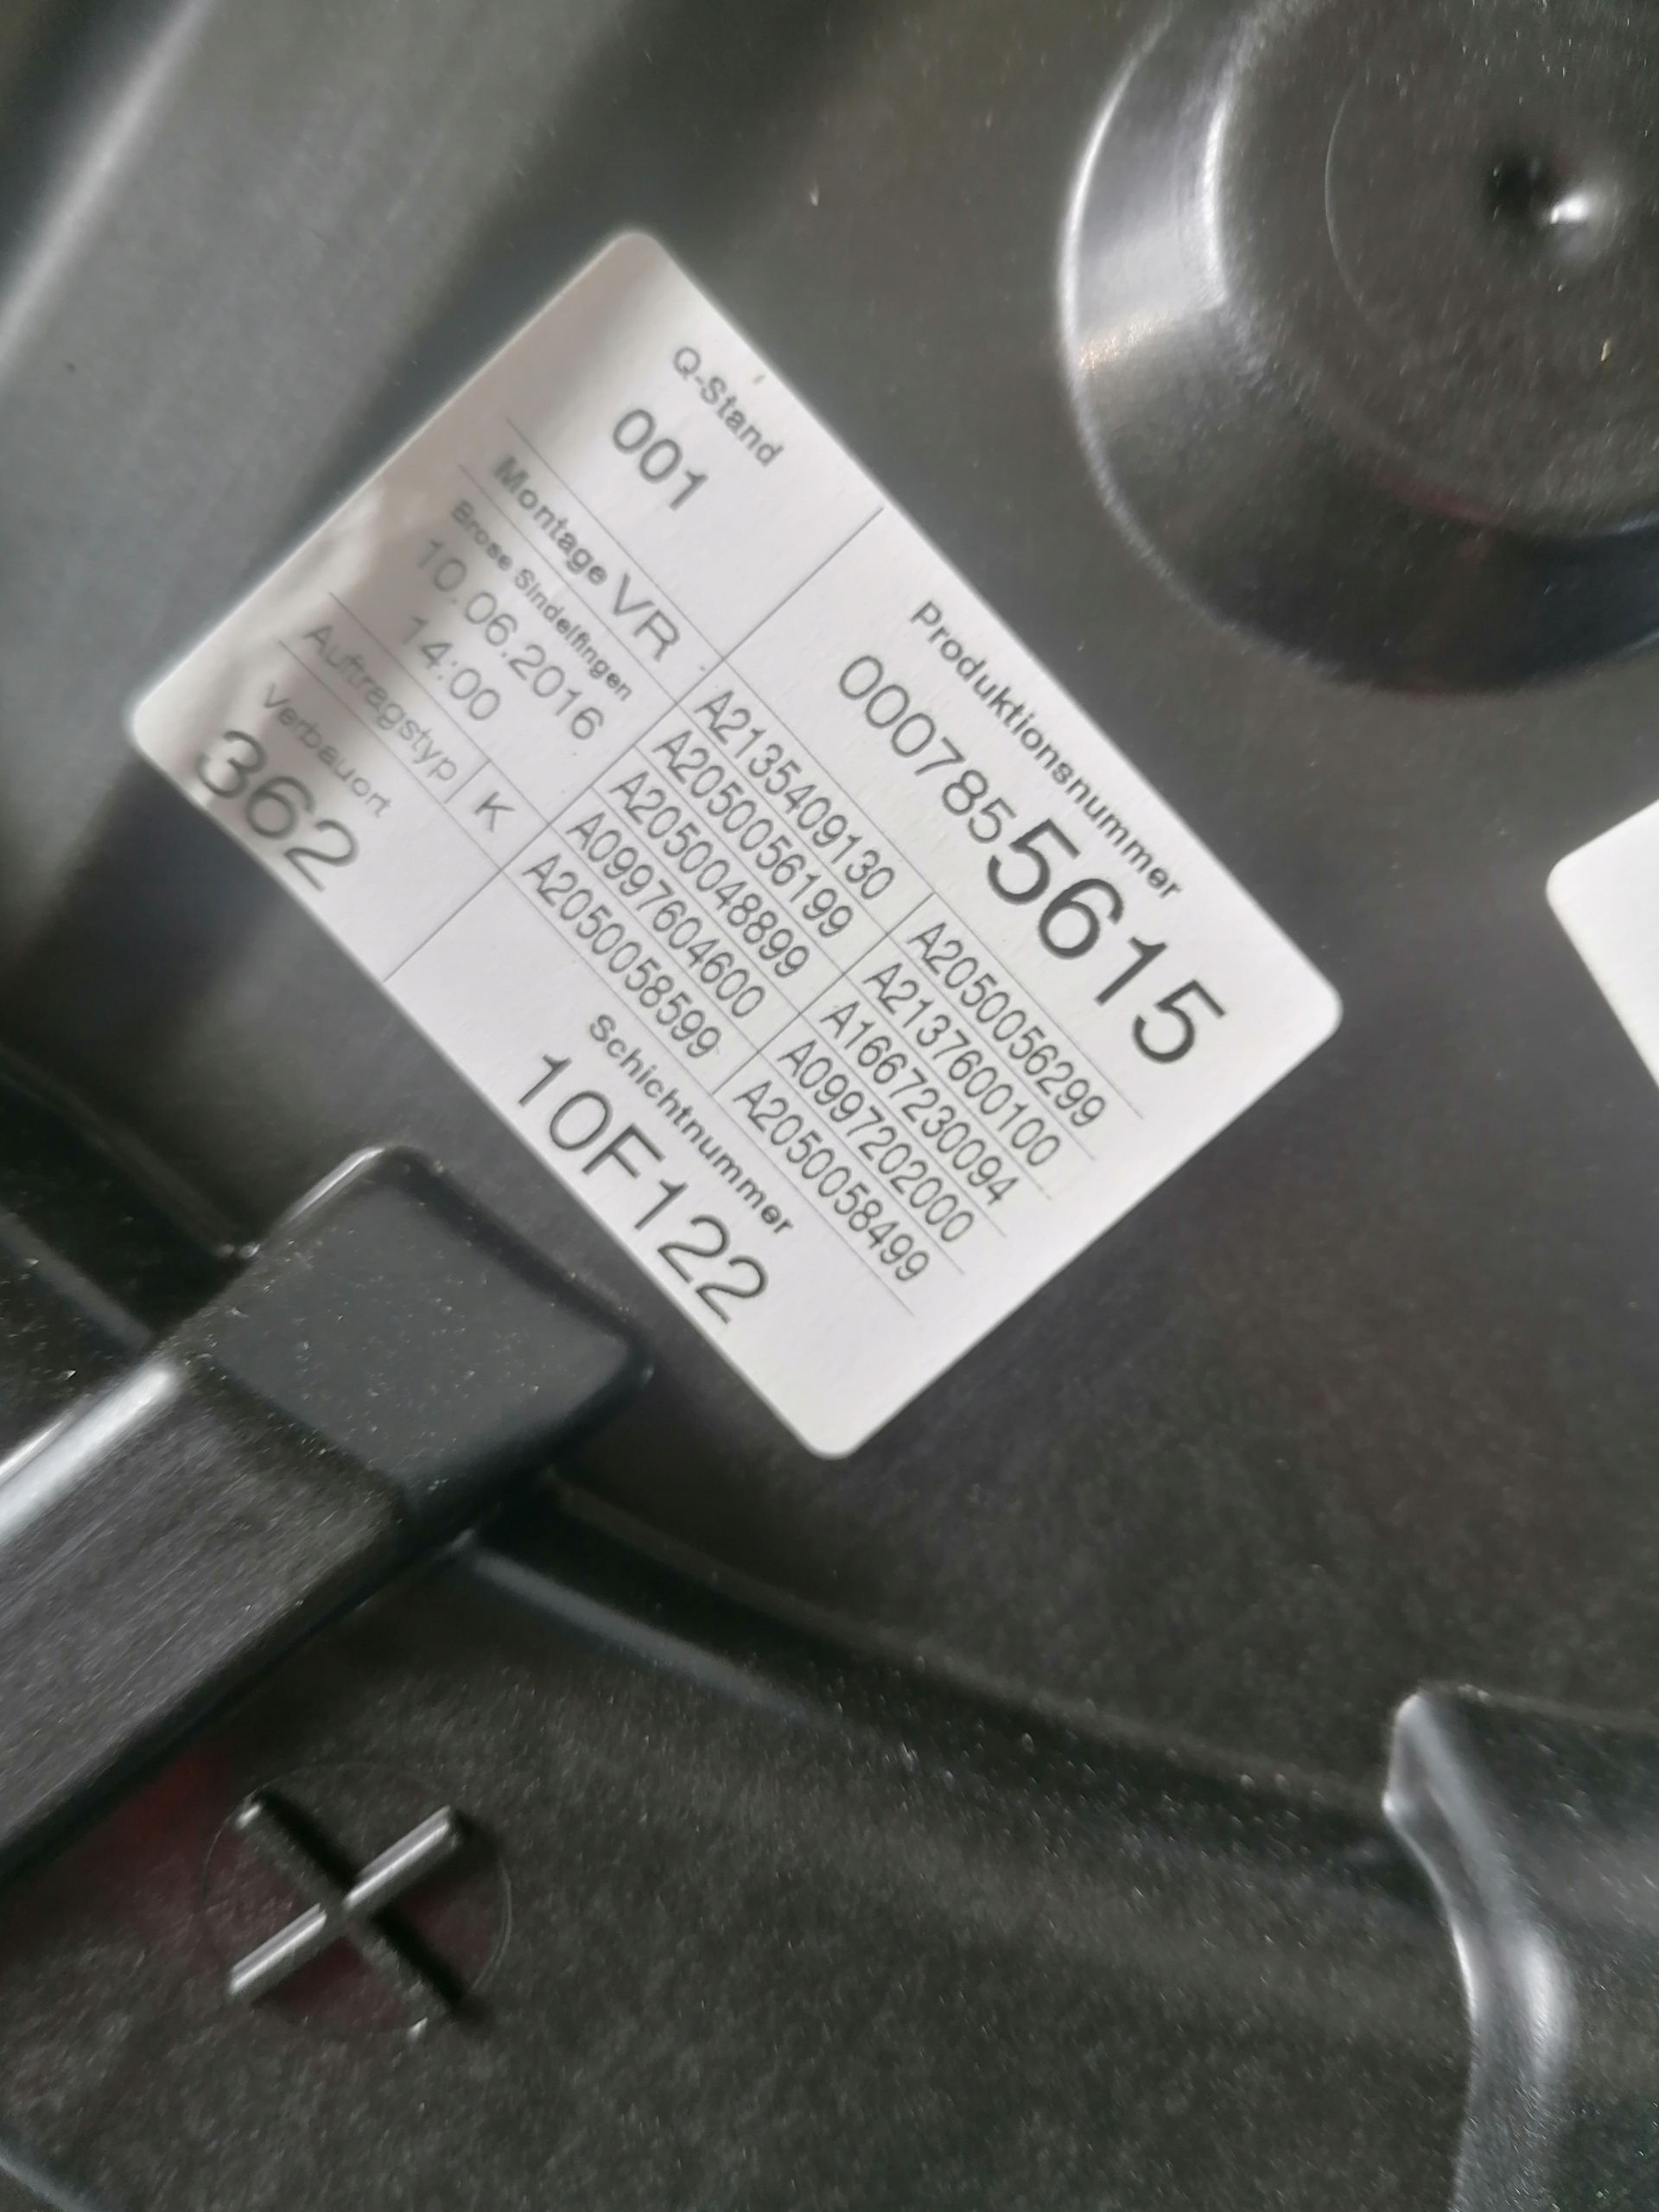 Q-Stand
001
Produktionsnummer
0007855615
Montage VR
Brose Sindelfingen
10.06.2016
14:00
Auftragstyp K
Verbauort
362
A2135409130 A2050056299
A2050056199 A2137600100
A2050048899 A1667230094
A0997604600 A0997202000
A2050058599 A2050058499
Schichtnummer
10F122